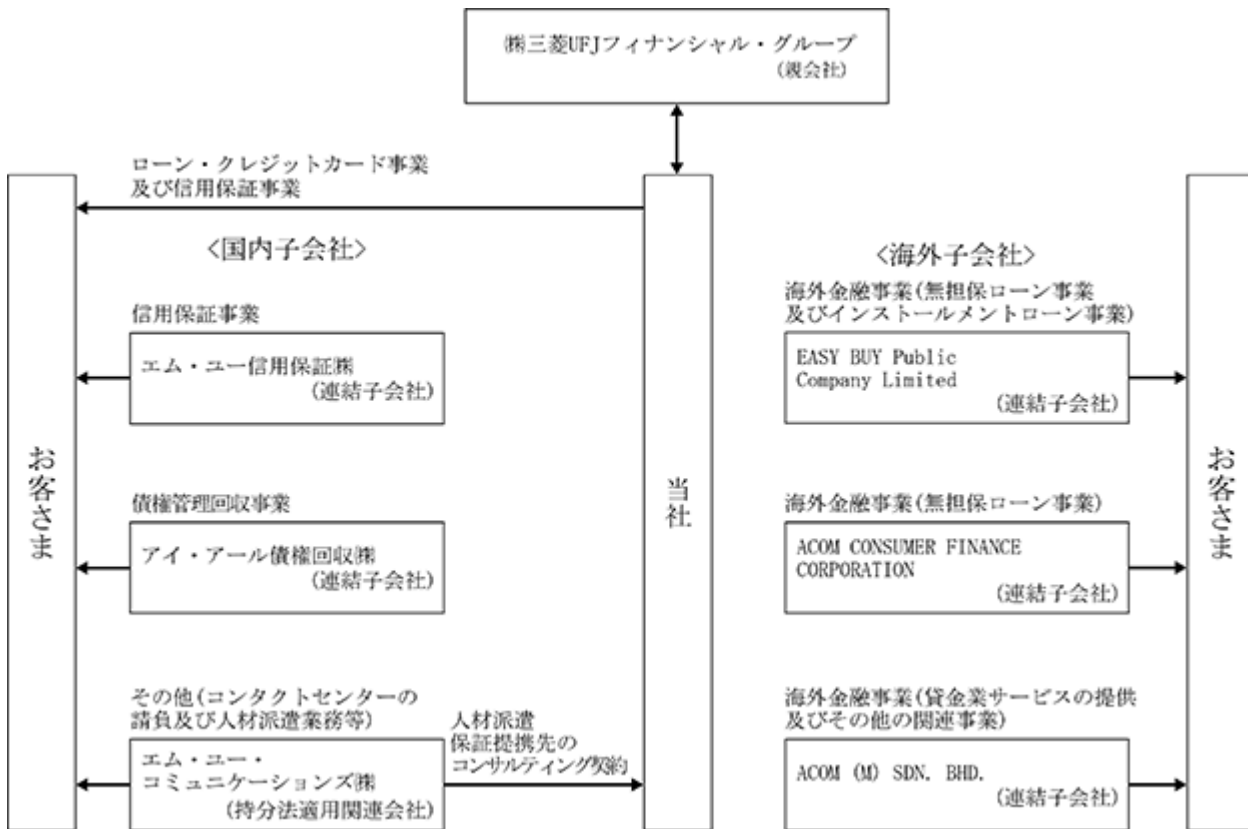 ㈱三菱UFJフィナンシャル・グループ
(親会社)
ローン・クレジットカード事業
及び信用保証事業
お客さま
当社
お客さま
<国内子会社>
信用保証事業
エム・ユー信用保証㈱
(連結子会社)
債権管理回収事業
アイ・アール債権回収㈱
(連結子会社)
その他(コンタクトセンターの
請負及び人材派遣業務等)
エム・ユー・
コミュニケーションズ㈱
(持分法適用関連会社)
人材派遣
保証提携先の
コンサルティング契約
<海外子会社>
海外金融事業(無担保ローン事業
及びインストールメントローン事業)
EASY BUY Public
Company Limited
(連結子会社)
海外金融事業(無担保ローン事業)
ACOM CONSUMER FINANCE
CORPORATION
(連結子会社)
海外金融事業(貸金業サービスの提供
及びその他の関連事業)
ACOM (M) SDN. BHD.
(連結子会社)